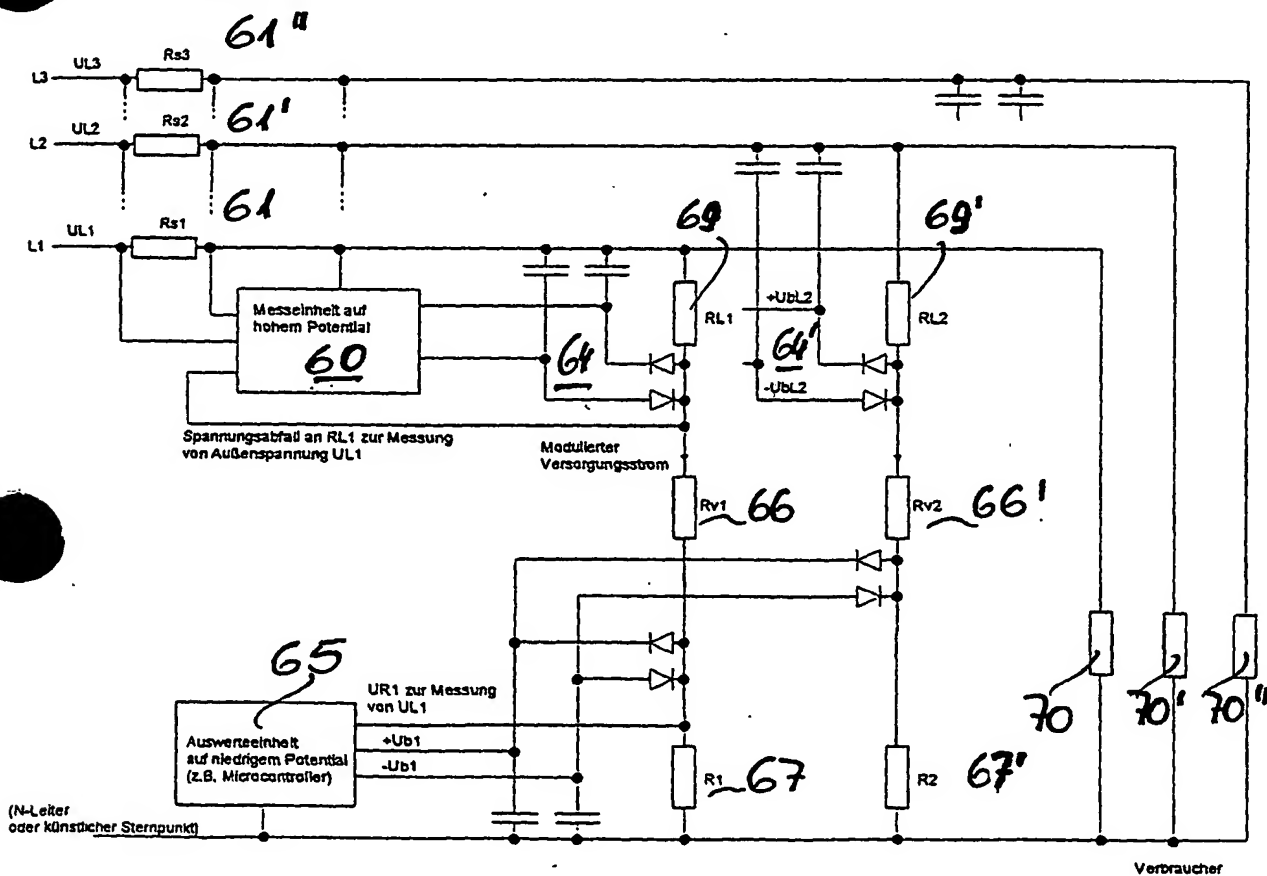 61"
UL3
Rs3
L3
61'
UL2
Rs2
L2
61
UL1
Rs1
L1
69
69'
Messeinheit auf
hohem Potential
60
RL1
+UbL2
RL2
64
64'
-UbL2
Spannungsabfall an RL1 zur Messung
von Außenspannung UL1
Modulierter
Versorgungsstrom
Rv1
66
Rv2
66'
65
UR1 zur Messung
von UL1
70
70'
70"
Auswerteeinheit
auf niedrigem Potential
(z.B. Microcontroller)
+Ub1
-Ub1
R1
67
R2
67'
(N-Leiter
oder künstlicher Sternpunkt)
Verbraucher